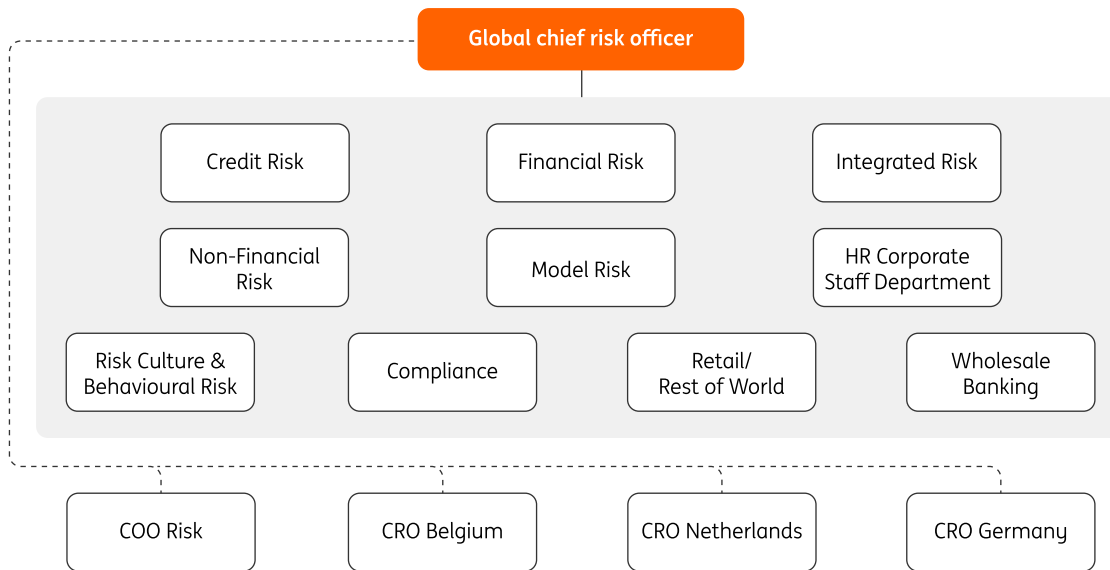 Global chief risk officer
Credit Risk
Financial Risk
Integrated Risk
Non-Financial
Risk
Model Risk
HR Corporate
Staff Department
Risk Culture &
Behavioural Risk
Compliance
Retail/
Rest of World
Wholesale
Banking
COO Risk
CRO Belgium
CRO Netherlands
CRO Germany